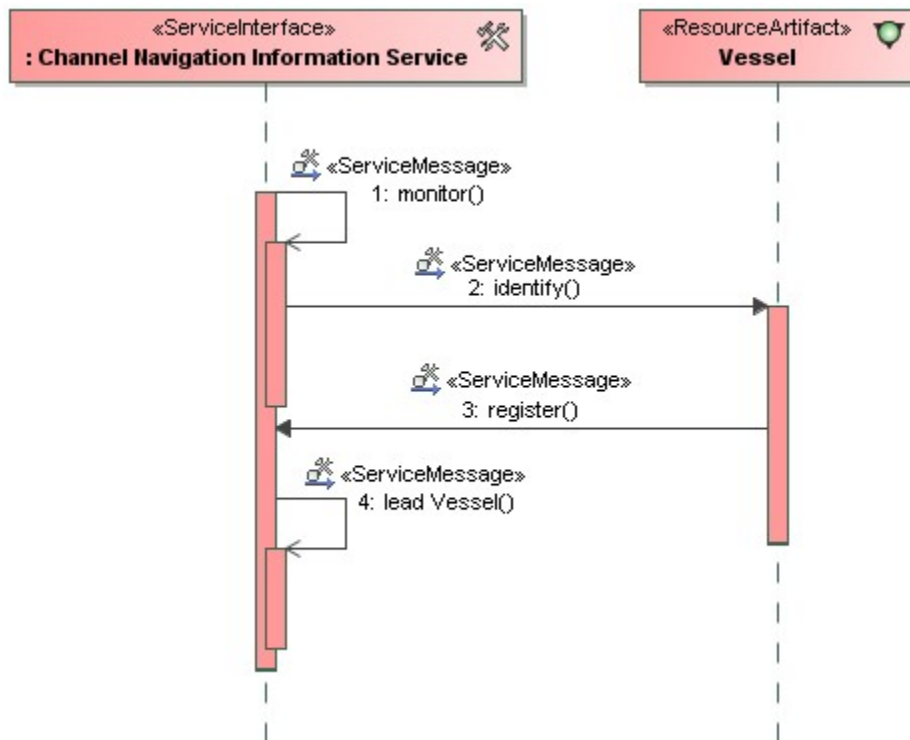 «ServiceInterface»
: Channel Navigation Information Service
«ResourceArtifact»
Vessel
«ServiceMessage»
1: monitor()
«ServiceMessage»
2: identify()
«ServiceMessage»
3: register()
«ServiceMessage»
4: lead Vessel()